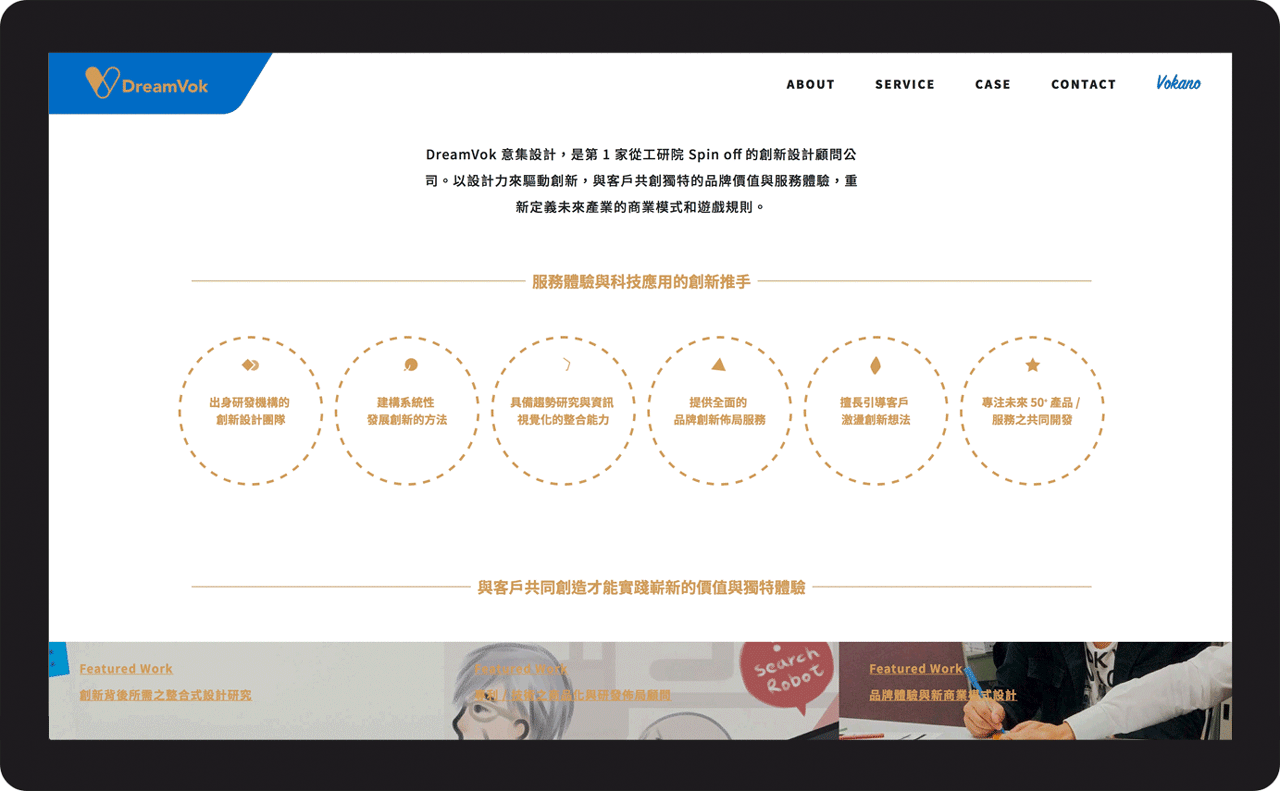 DreamVok
ABOUT SERVICE CASE CONTACT Vokano
DreamVok 意集設計,是第 1 家從工研院 Spin off 的創新設計顧問公
司。以設計力來驅動創新,與客戶共創獨特的品牌價值與服務體驗,重
新定義未來產業的商業模式和遊戲規則。
服務體驗與科技應用的創新推手
出身研發機構的
創新設計團隊
建構系統性
發展創新的方法
具備趨勢研究與資訊
視覺化的整合能力
提供全面的
品牌創新佈局服務
擅長引導客戶
激盪創新想法
專注未來 50⁺ 產品 /
服務之共同開發
與客戶共同創造才能實踐嶄新的價值與獨特體驗
Featured Work
創新背後所需之整合式設計研究
Featured Work
化與研發佈局顧問
search
Robot
Featured Work
品牌體驗與新商業模式設計